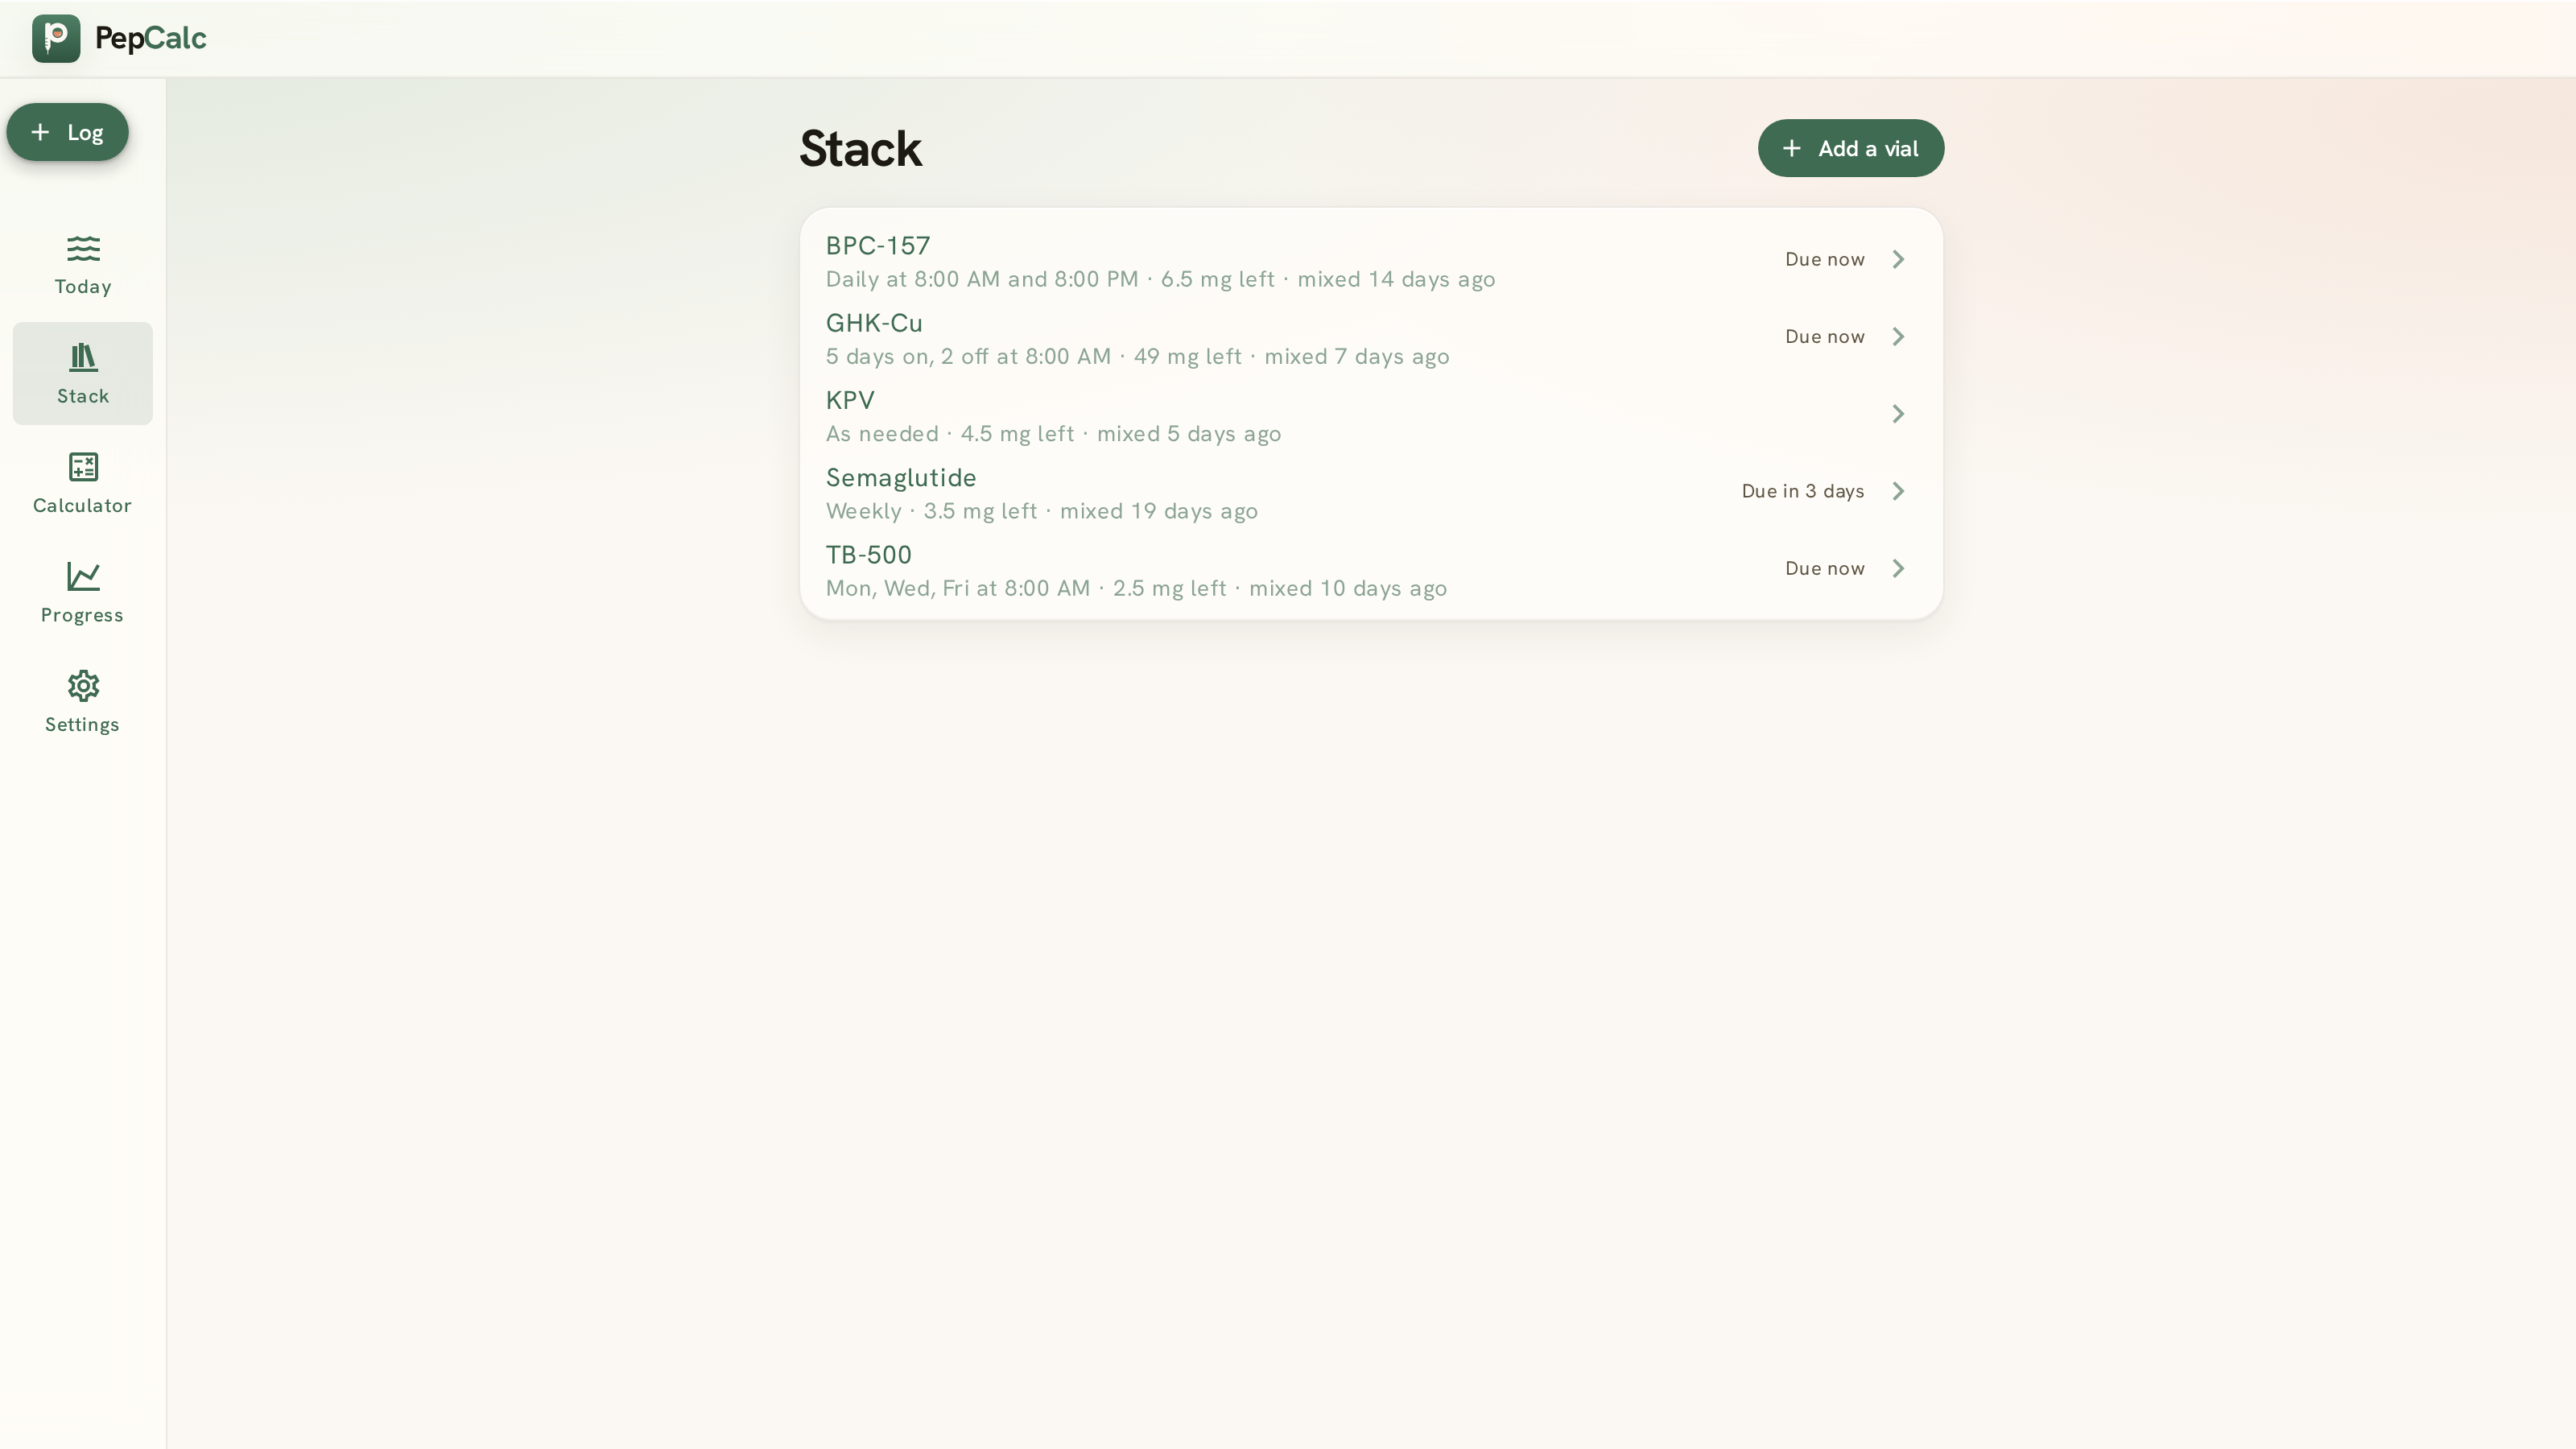 PepCalc
Log
Today
Stack
Calculator
Progress
Settings
Stack
Add a vial
BPC-157
Daily at 8:00 AM and 8:00 PM · 6.5 mg left · mixed 14 days ago
Due now
GHK-Cu
5 days on, 2 off at 8:00 AM · 49 mg left · mixed 7 days ago
Due now
KPV
As needed · 4.5 mg left · mixed 5 days ago
Semaglutide
Weekly · 3.5 mg left · mixed 19 days ago
Due in 3 days
TB-500
Mon, Wed, Fri at 8:00 AM · 2.5 mg left · mixed 10 days ago
Due now